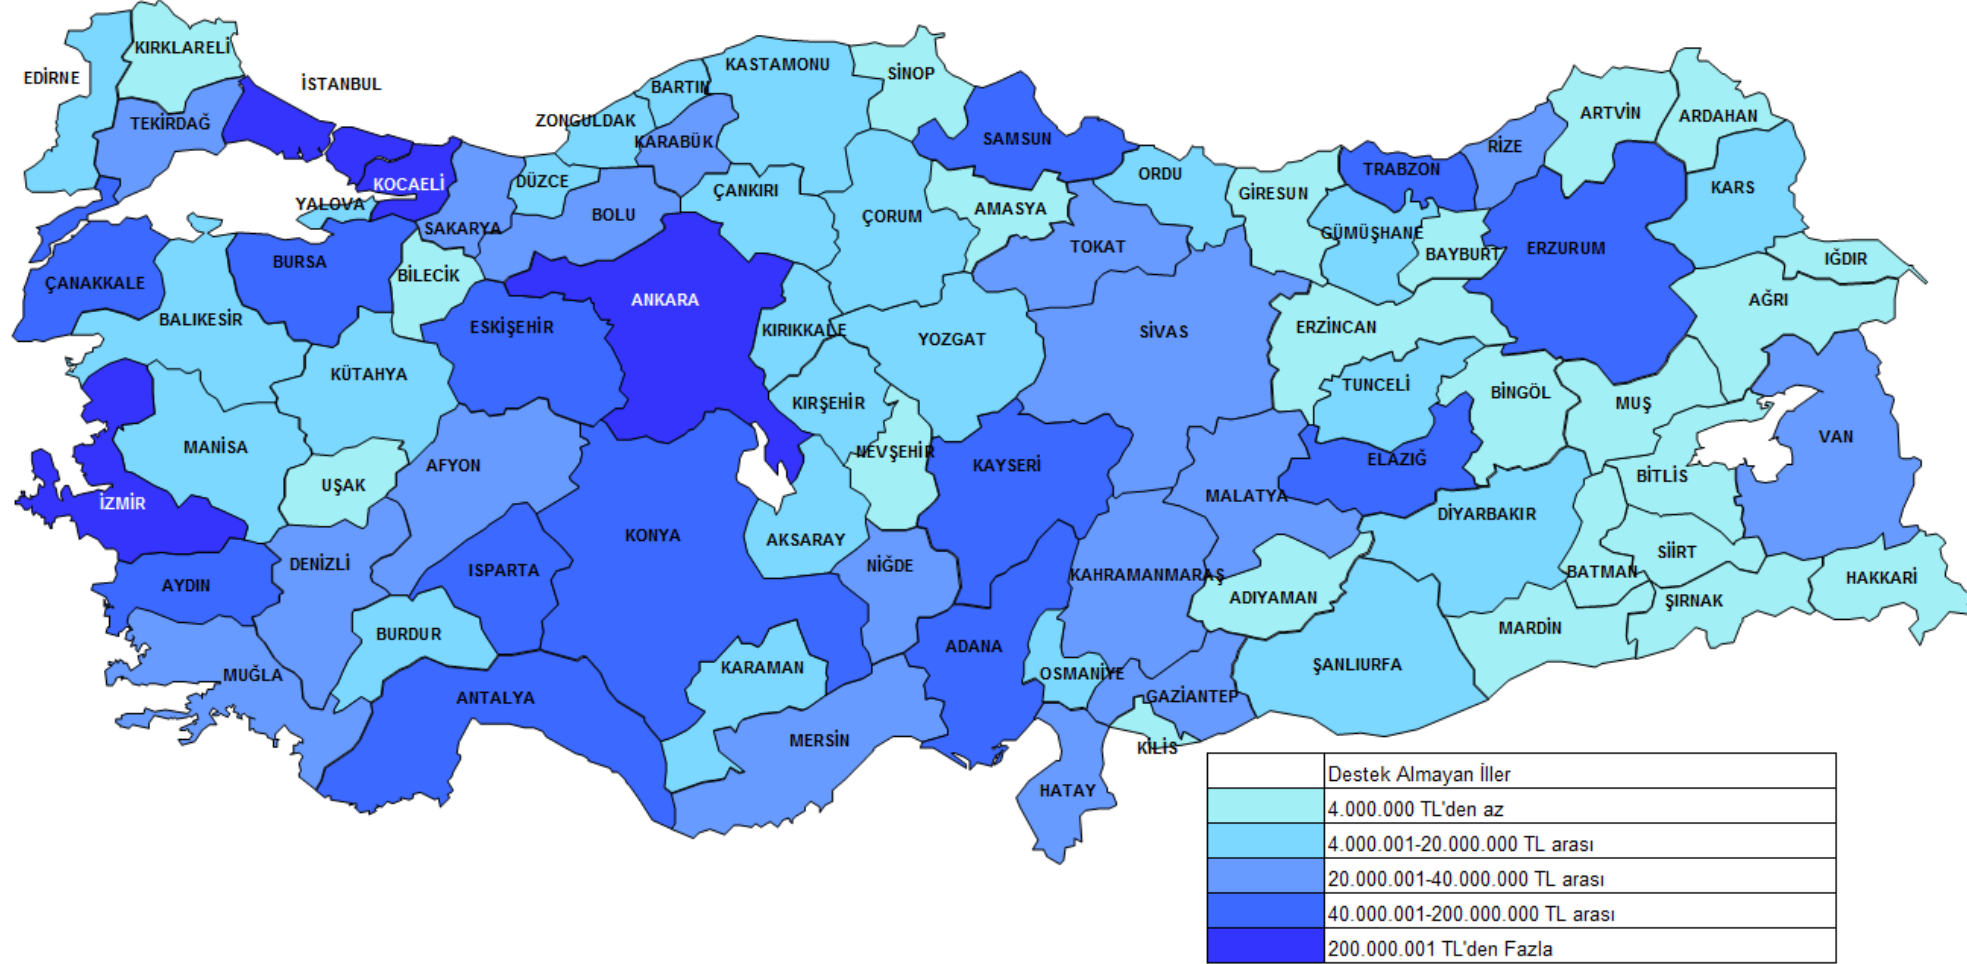 KIRKLARELİ
EDİRNE
İSTANBUL
TEKİRDAĞ
KASTAMONU
SİNOP
BARTIN
ZONGULDAK
KARABÜK
SAMSUN
ARTVİN
ARDAHAN
RİZE
TRABZON
KOCAELİ
DÜZCE
ÇANKIRI
ORDU
GİRESUN
KARS
YALOVA
BOLU
ÇORUM
AMASYA
SAKARYA
TOKAT
GÜMÜŞHANE
BAYBURT
ERZURUM
IĞDIR
BURSA
BİLECİK
ÇANAKKALE
ANKARA
AĞRI
BALIKESİR
ESKİŞEHİR
KIRIKKALE
YOZGAT
SİVAS
ERZİNCAN
KÜTAHYA
KIRŞEHİR
TUNCELİ
BİNGÖL
MUŞ
MANİSA
AFYON
NEVŞEHİR
KAYSERİ
ELAZIĞ
VAN
UŞAK
İZMİR
MALATYA
BİTLİS
DİYARBAKIR
KONYA
AKSARAY
SİİRT
DENİZLİ
ISPARTA
NİĞDE
KAHRAMANMARAŞ
BATMAN
HAKKARİ
AYDIN
ADIYAMAN
ŞIRNAK
BURDUR
MARDİN
ADANA
KARAMAN
OSMANİYE
ŞANLIURFA
MUĞLA
ANTALYA
GAZİANTEP
MERSİN
KİLİS
HATAY
Destek Almayan İller
4.000.000 TL'den az
4.000.001-20.000.000 TL arası
20.000.001-40.000.000 TL arası
40.000.001-200.000.000 TL arası
200.000.001 TL'den Fazla